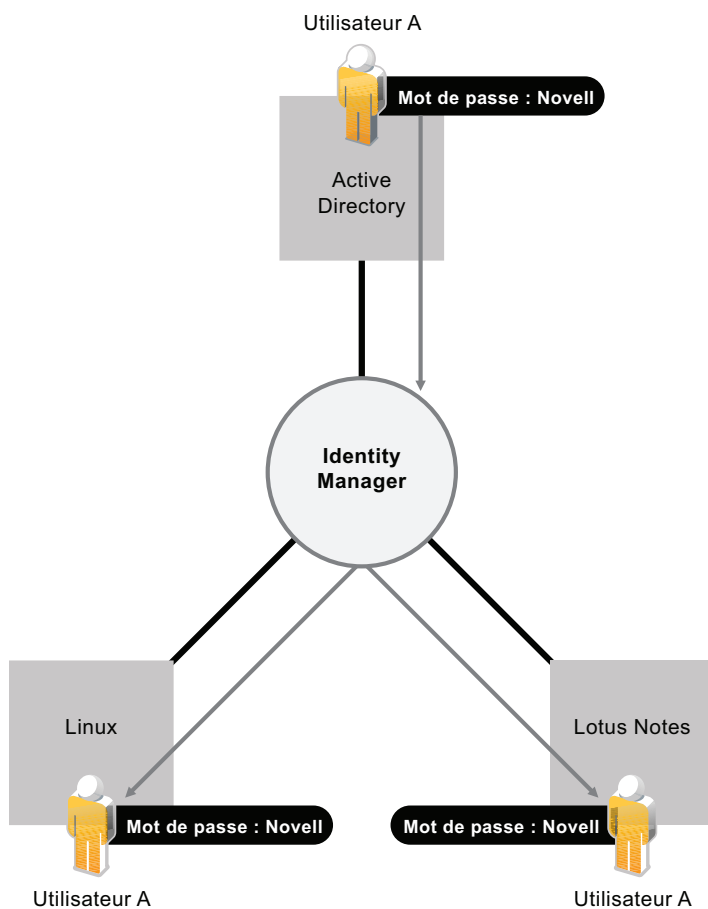 Utilisateur A
Mot de passe : Novell
Active
Directory
Identity
Manager
Linux
Lotus Notes
Mot de passe : Novell
Mot de passe : Novell
Utilisateur A
Utilisateur A